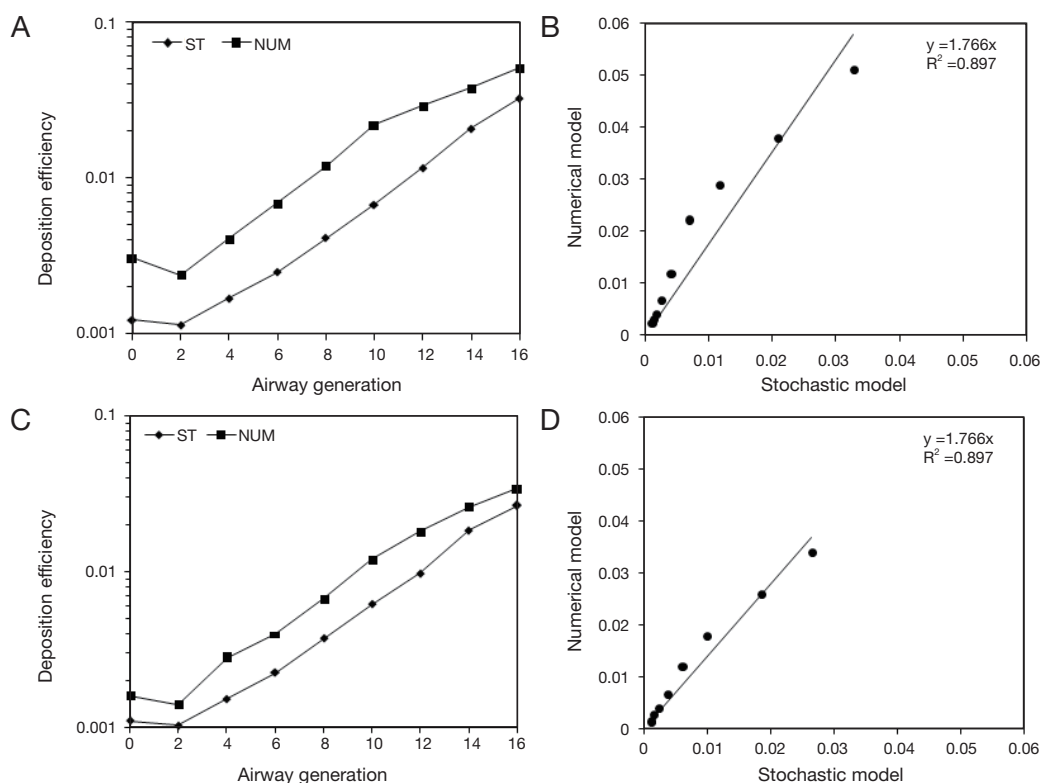 A
0.1
0.01
0.001
ST NUM
Deposition efficiency
0 2 4 6 8 10 12 14 16
Airway generation
B
0.06
0.05
0.04
0.03
0.02
0.01
0
y =1.766x
R² =0.897
Numerical model
0 0.01 0.02 0.03 0.04 0.05 0.06
Stochastic model
C
0.1
0.01
0.001
ST NUM
Deposition efficiency
0 2 4 6 8 10 12 14 16
Airway generation
D
0.06
0.05
0.04
0.03
0.02
0.01
0
y =1.766x
R² =0.897
Numerical model
0 0.01 0.02 0.03 0.04 0.05 0.06
Stochastic model